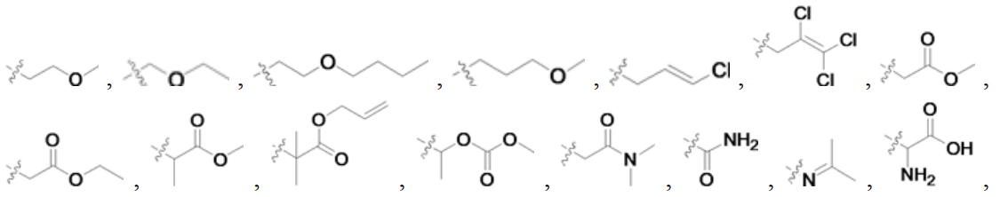 O , O , O , O , Cl , Cl Cl Cl , O O ,
O O , O O , O O , O O O , O N , NH2 O , N , O OH NH2 ,